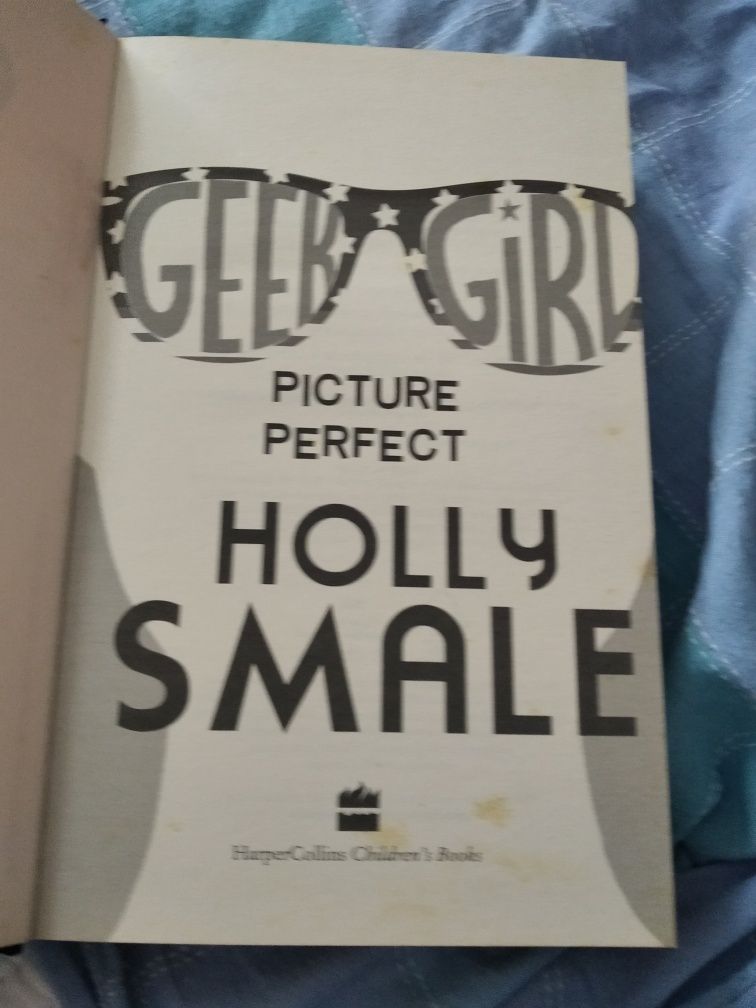 GEEK GiRL
PICTURE
PERFECT
HOLLY
SMALE
HarperCollins Children's Books